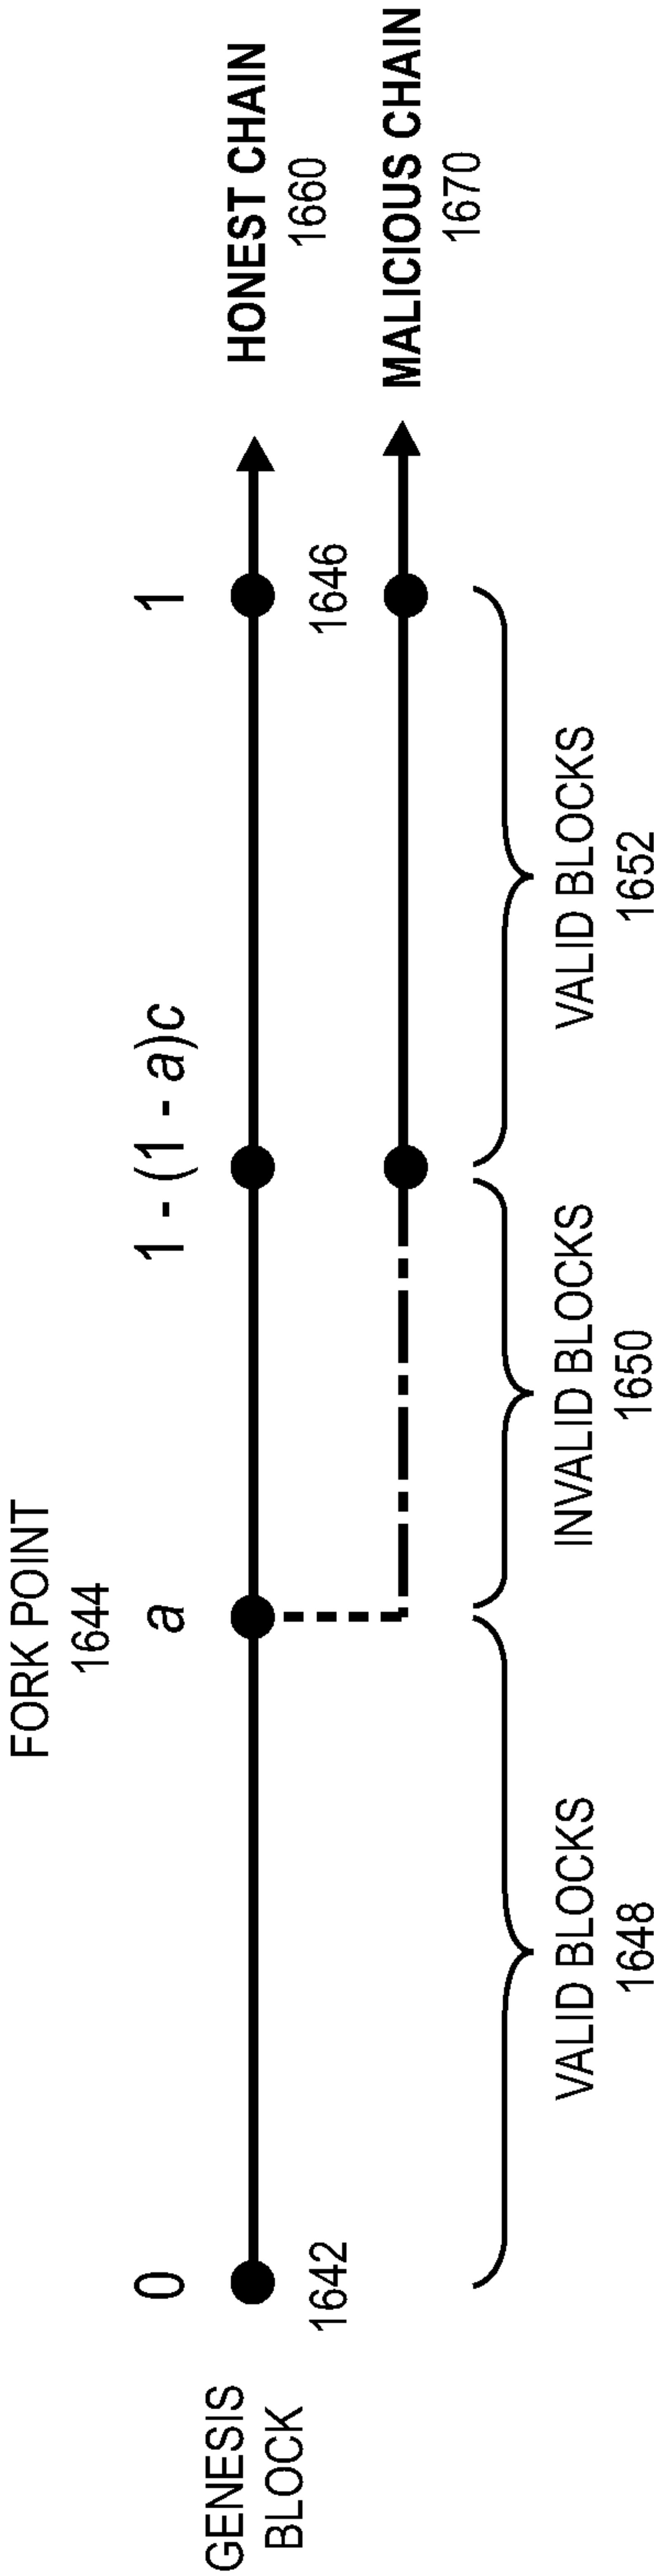 FORK POINT
1644
0
a
1 - (1 - a)c
1
GENESIS
BLOCK
1642
1646
HONEST CHAIN
1660
MALICIOUS CHAIN
1670
VALID BLOCKS
1648
INVALID BLOCKS
1650
VALID BLOCKS
1652